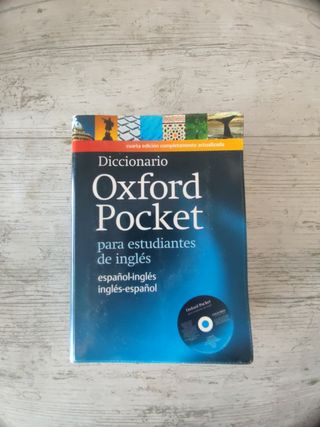 cuarta edición completamente actualizada
Diccionario
Oxford
Pocket
para estudiantes
de inglés
español-inglés
inglés-español
Oxford Pocket